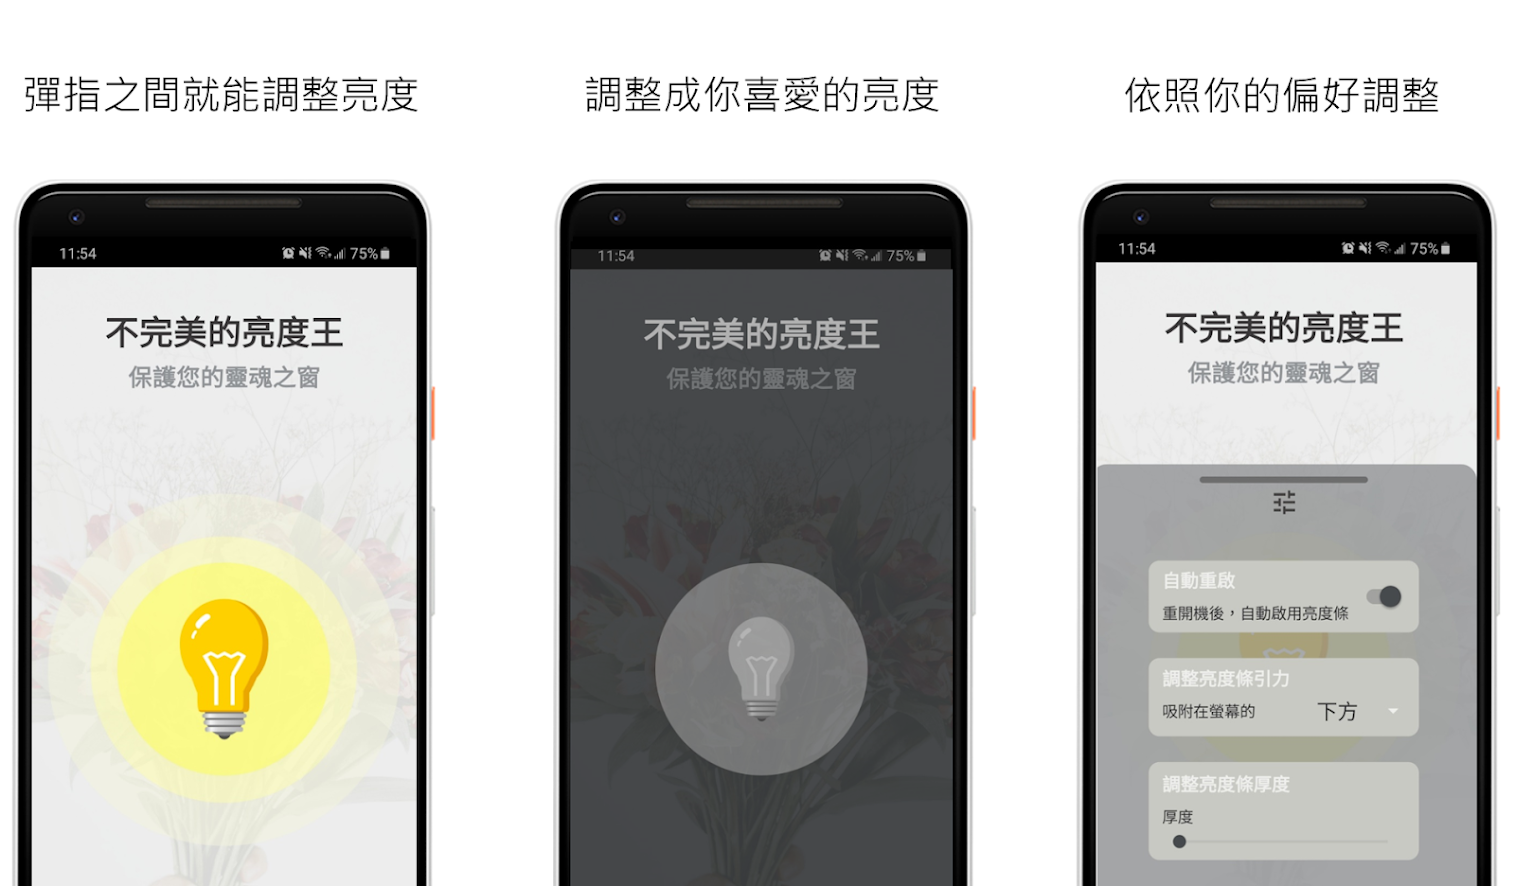 彈指之間就能調整亮度
11:54
75%
不完美的亮度王
保護您的靈魂之窗
調整成你喜愛的亮度
11:54
75%
不完美的亮度王
保護您的靈魂之窗
依照你的偏好調整
11:54
75%
不完美的亮度王
保護您的靈魂之窗
自動重啟
重開機後，自動啟用亮度條
調整亮度條引力
吸附在螢幕的 下方
調整亮度條厚度
厚度